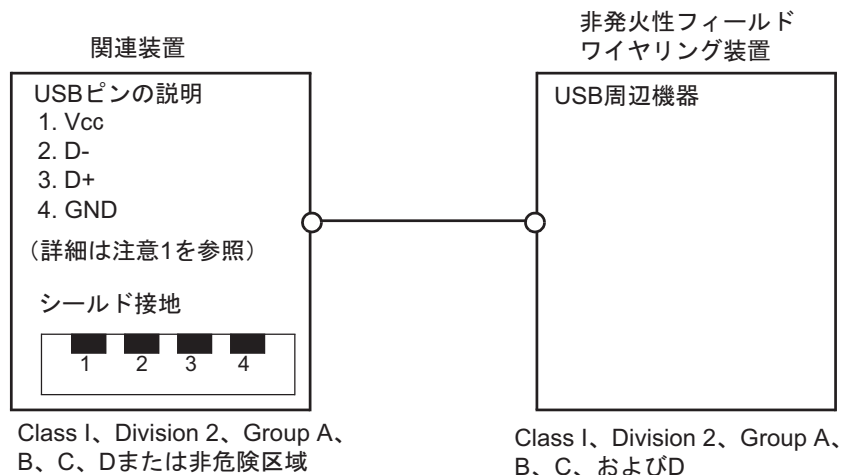 関連装置
USBピンの説明
1. Vcc
2. D-
3. D+
4. GND
（詳細は注意1を参照）
シールド接地
1 2 3 4
Class I、Division 2、Group A、
B、C、Dまたは非危険区域
非発火性フィールド
ワイヤリング装置
USB周辺機器
Class I、Division 2、Group A、
B、C、およびD